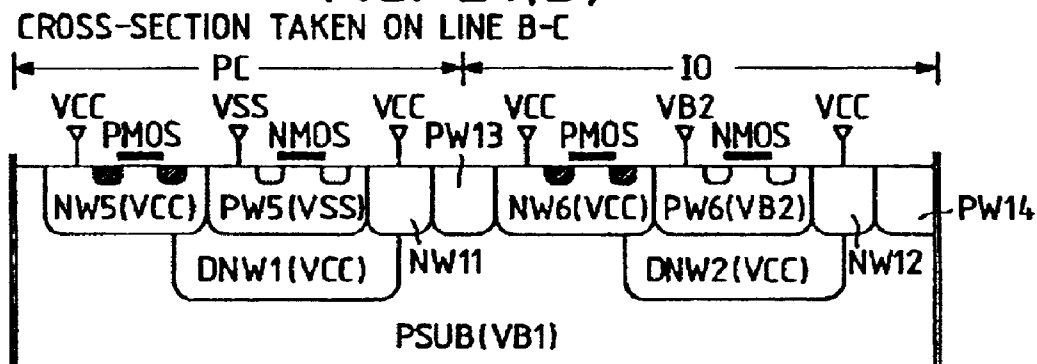 CROSS-SECTION TAKEN ON LINE B-C
PC IO
VCC VSS VCC VCC VB2 VCC
PMOS NMOS PW13 PMOS NMOS
NW5(VCC) PW5(VSS) NW6(VCC) PW6(VB2) PW14
DNW1(VCC) NW11 DNW2(VCC) NW12
PSUB(VB1)